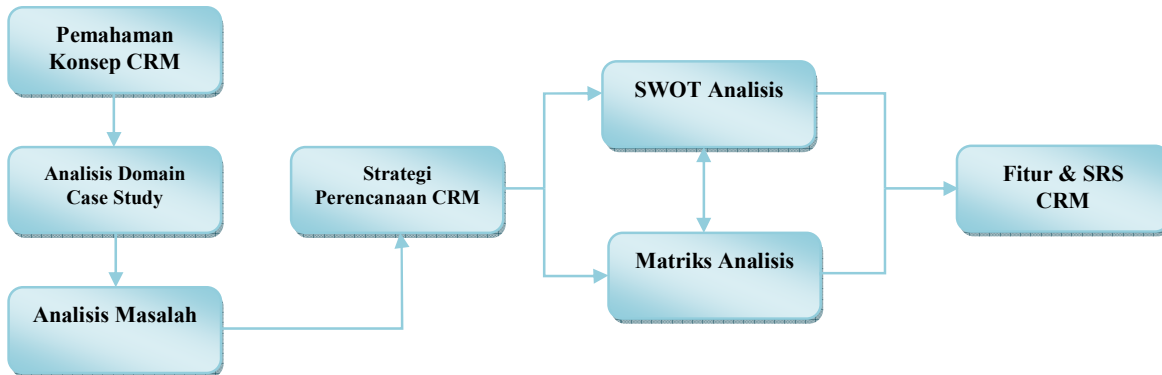 Pemahaman
Konsep CRM
Analisis Domain
Case Study
Analisis Masalah
Strategi
Perencanaan CRM
SWOT Analisis
Matriks Analisis
Fitur & SRS
CRM